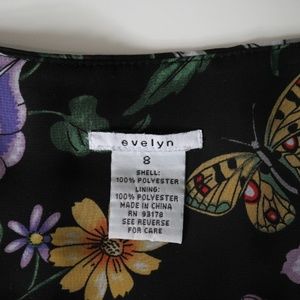 evelyn
8
SHELL:
100% POLYESTER
LINING:
100% POLYESTER
MADE IN CHINA
RN 93178
SEE REVERSE
FOR CARE